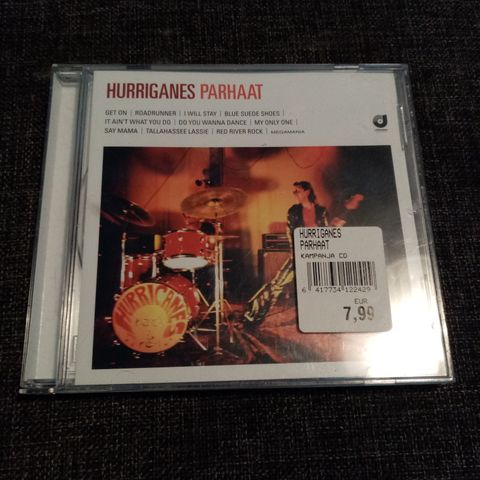 HURRIGANES PARHAAT
GET ON | ROADRUNNER | I WILL STAY | BLUE SUEDE SHOES |
IT AIN'T WHAT YOU DO | DO YOU WANNA DANCE | MY ONLY ONE |
SAY MAMA | TALLAHASSEE LASSIE | RED RIVER ROCK | MEGAMANIA
HURRIGANES
PARHAAT
KAMPANJA CD
6 417734 122429
EUR
7,99
HURRIGANES